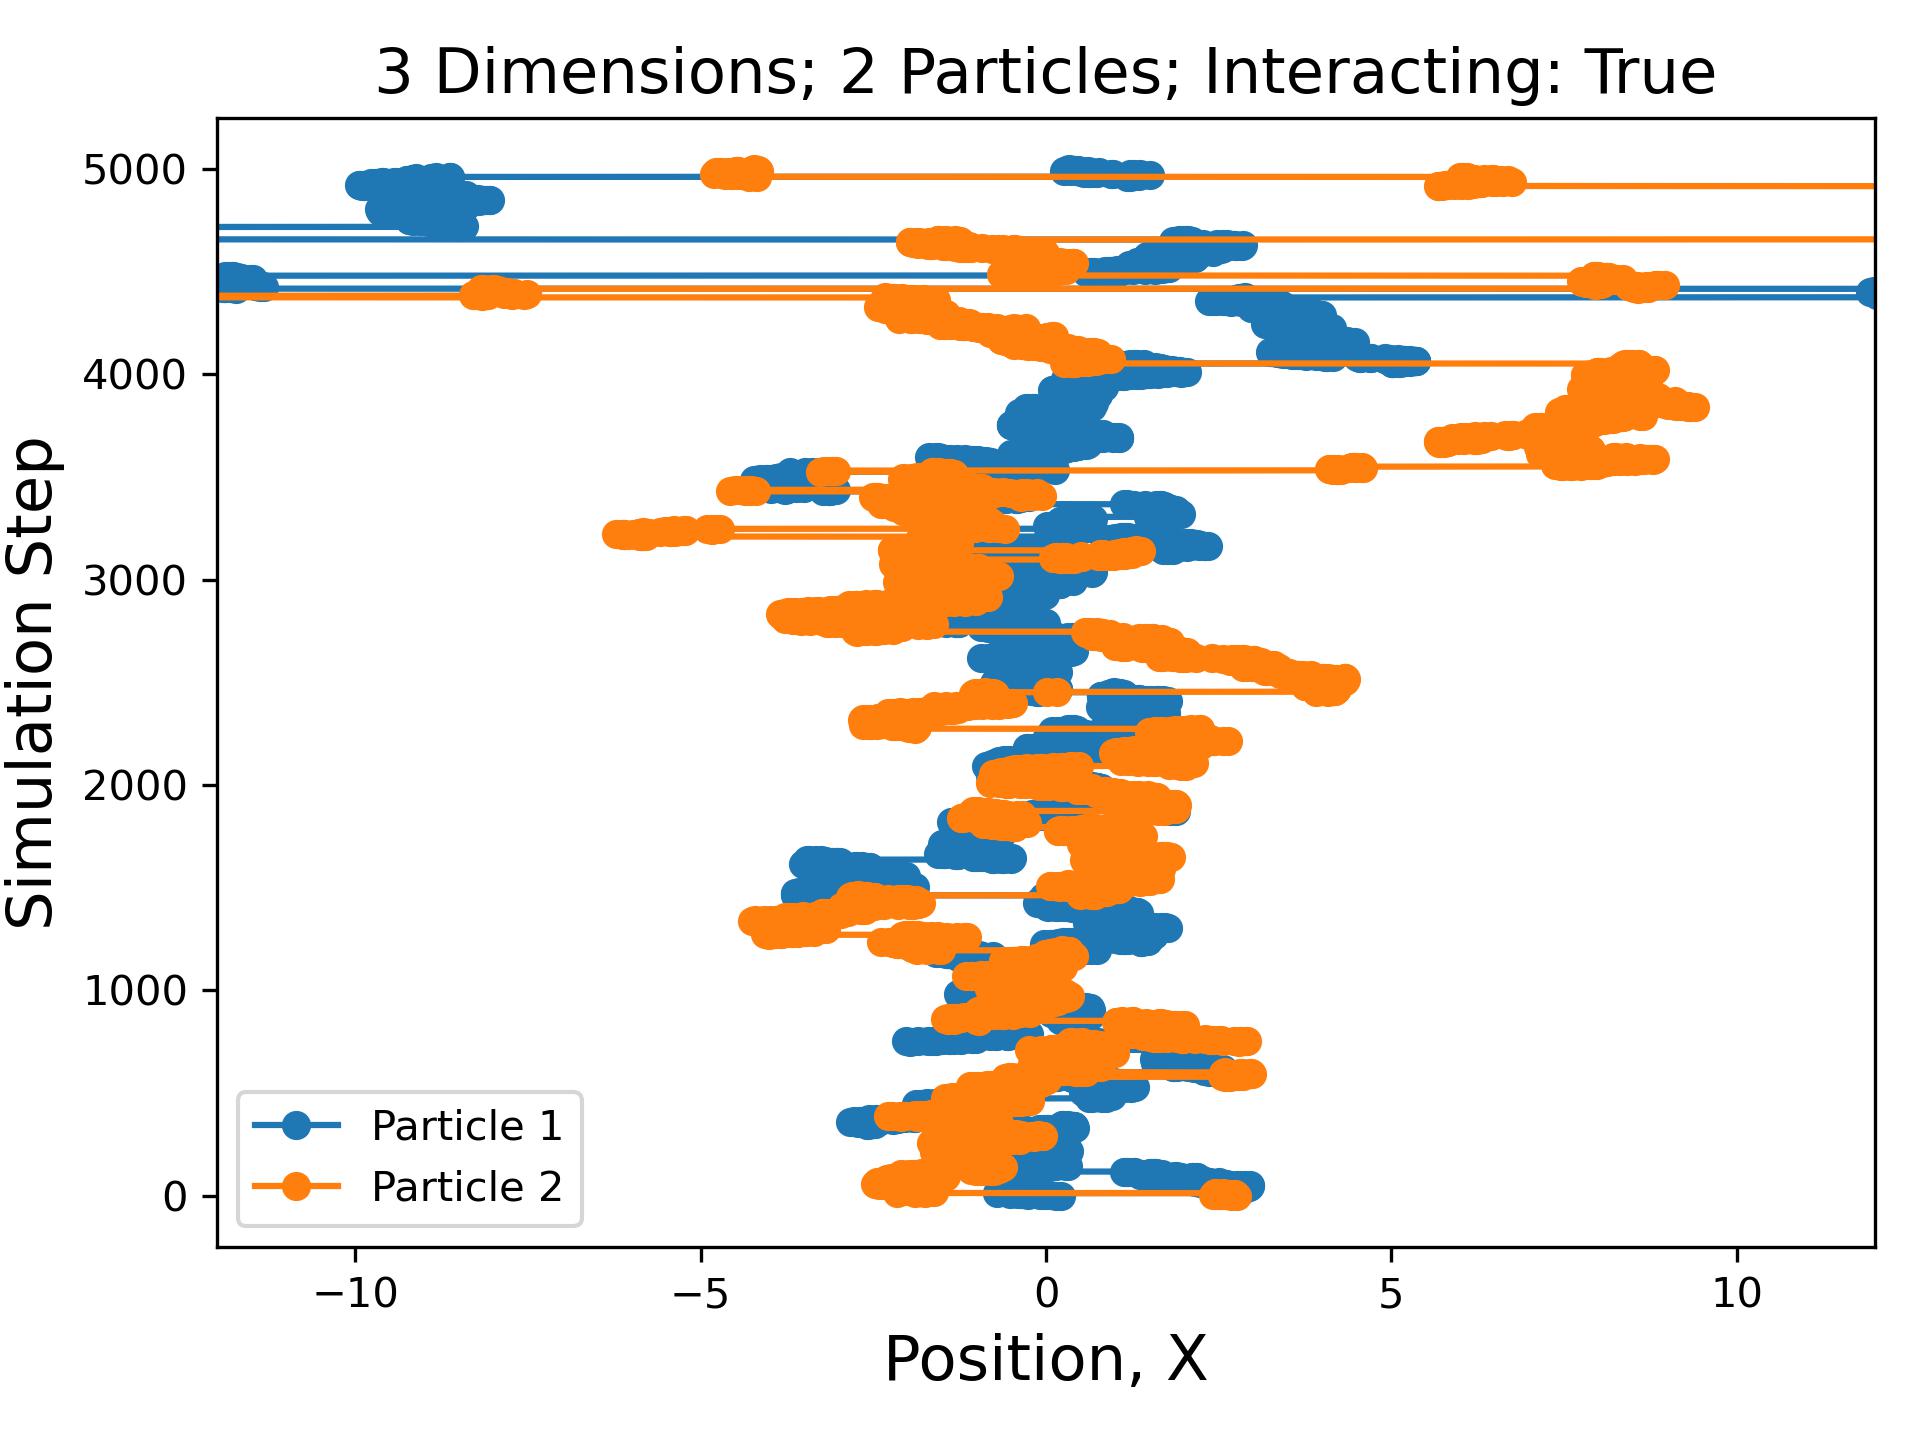 3 Dimensions; 2 Particles; Interacting: True
Simulation Step
5000
4000
3000
2000
1000
0
Particle 1
Particle 2
−10
−5
0
5
10
Position, X